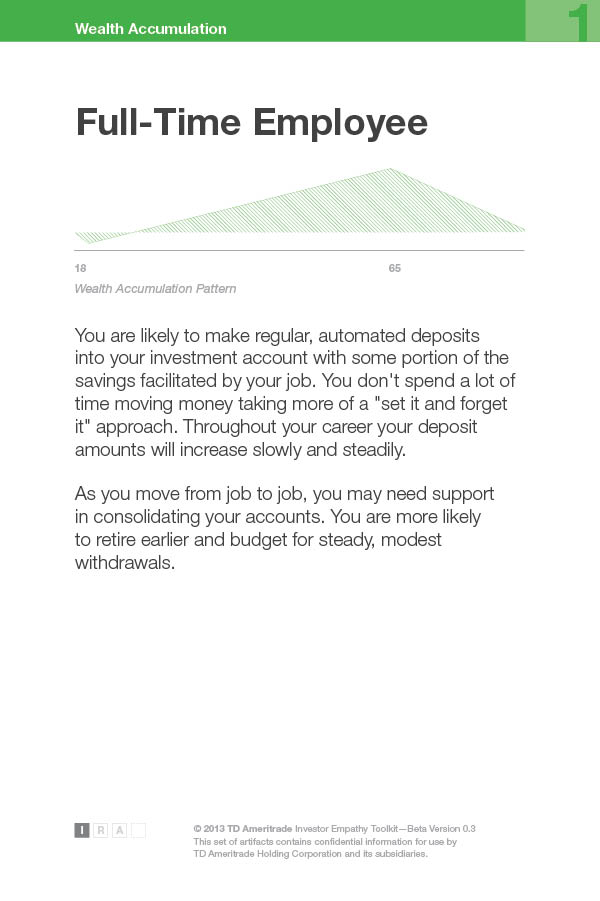 Wealth Accumulation
1
Full-Time Employee
18
65
Wealth Accumulation Pattern
You are likely to make regular, automated deposits
into your investment account with some portion of the
savings facilitated by your job. You don't spend a lot of
time moving money taking more of a "set it and forget
it" approach. Throughout your career your deposit
amounts will increase slowly and steadily.
As you move from job to job, you may need support
in consolidating your accounts. You are more likely
to retire earlier and budget for steady, modest
withdrawals.
I R A
© 2013 TD Ameritrade Investor Empathy Toolkit—Beta Version 0.3
This set of artifacts contains confidential information for use by
TD Ameritrade Holding Corporation and its subsidiaries.